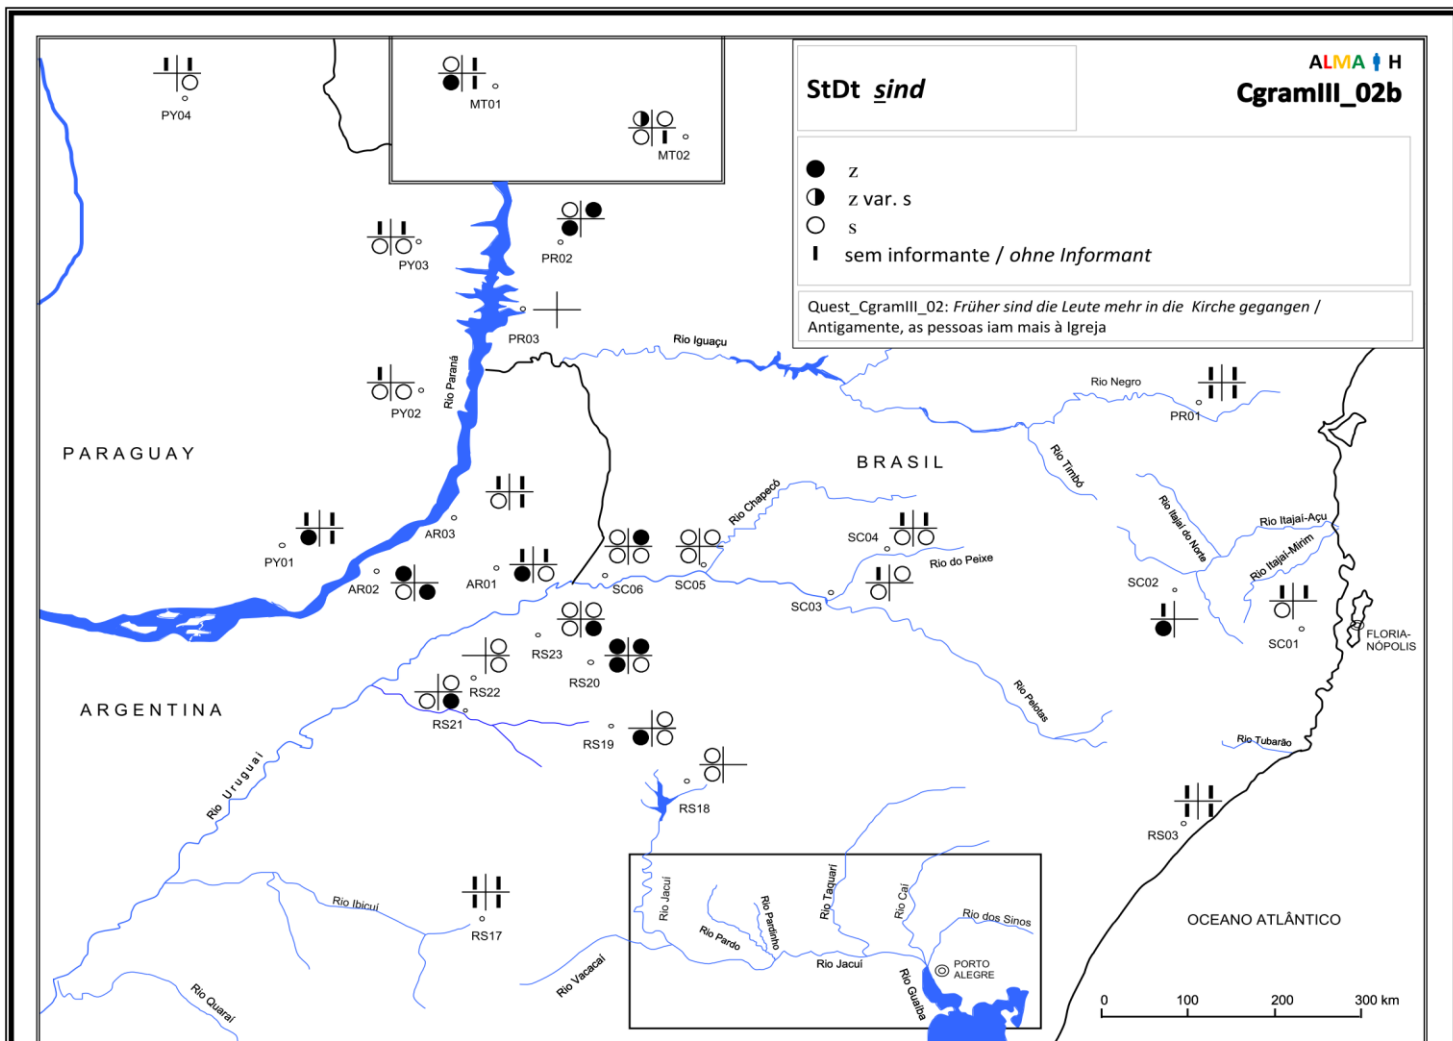 ALMA H
StDt sind
CgramIII_02b
z
z var. s
s
sem informante / ohne Informant
Quest_CgramIII_02: Früher sind die Leute mehr in die Kirche gegangen /
Antigamente, as pessoas iam mais à Igreja
PY04
MT01
MT02
PY03
PR02
PR03
Rio Iguaçu
Rio Paraná
PY02
Rio Negro
PR01
PARAGUAY
BRASIL
Rio Timbó
Rio Chapecó
Rio Itajaí do Norte
Rio Itajaí-Açu
Rio Itajaí-Mirim
AR03
PY01
SC04
Rio do Peixe
AR02
AR01
SC06
SC05
SC03
SC02
SC01
FLORIA-
NÓPOLIS
RS23
RS20
RS22
RS21
ARGENTINA
Rio Pelotas
RS19
Rio Tubarão
Rio Uruguai
RS18
RS03
Rio Jacuí
Rio Taquarí
Rio Caí
Rio Ibicuí
RS17
Rio Pardo
Rio Pardinho
Rio dos Sinos
OCEANO ATLÂNTICO
Rio Vacacaí
Rio Jacuí
PORTO
ALEGRE
Rio Guaíba
Rio Quaraí
0 100 200 300 km